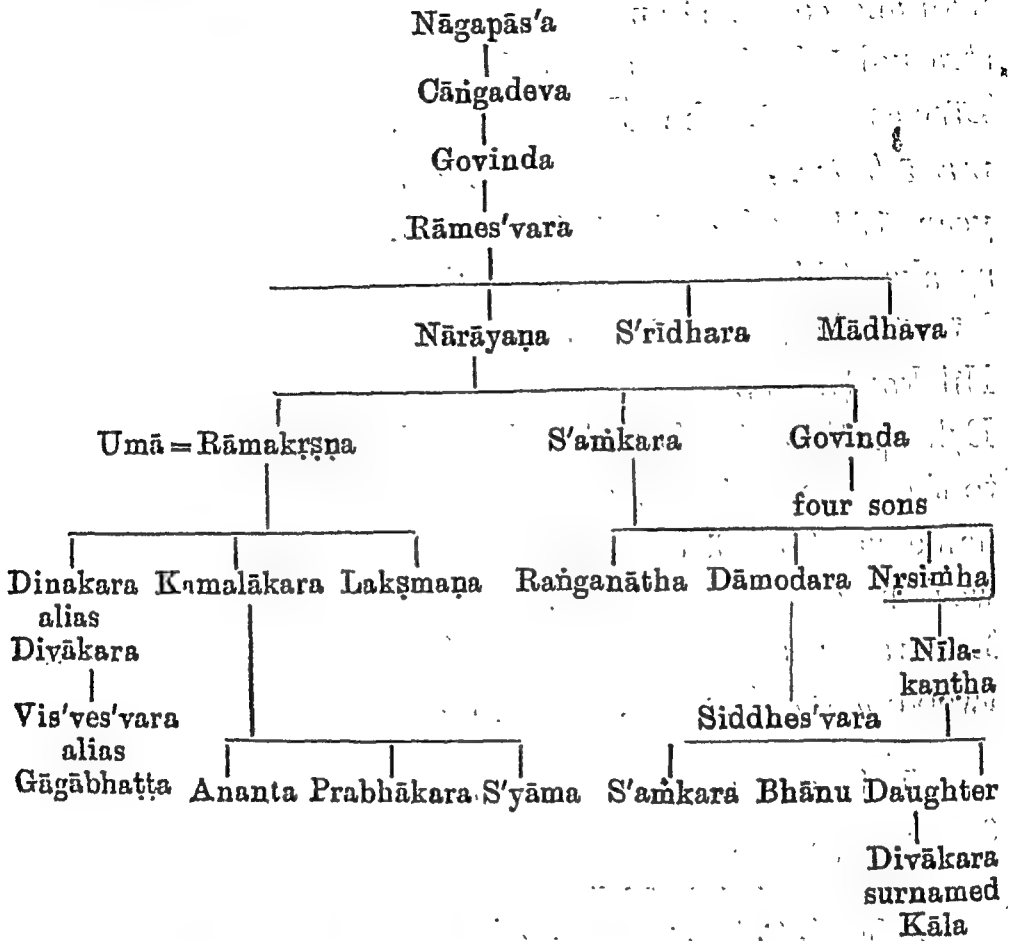 Nāgapās'a
Cāṅgadeva
Govinda
Rāmes'vara
Nārāyaṇa S'rīdhara Mādhava
Umā = Rāmakṛṣṇa S'aṁkara Govinda
four sons
Dinakara Kamalākara Lakṣmaṇa Raṅganātha Dāmodara Nṛsiṁha
alias
Divākara Nīla-
kaṇṭha
Vis'ves'vara Siddhes'vara
alias
Gāgābhaṭṭa Ananta Prabhākara S'yāma S'aṁkara Bhānu Daughter
Divākara
surnamed
Kāla